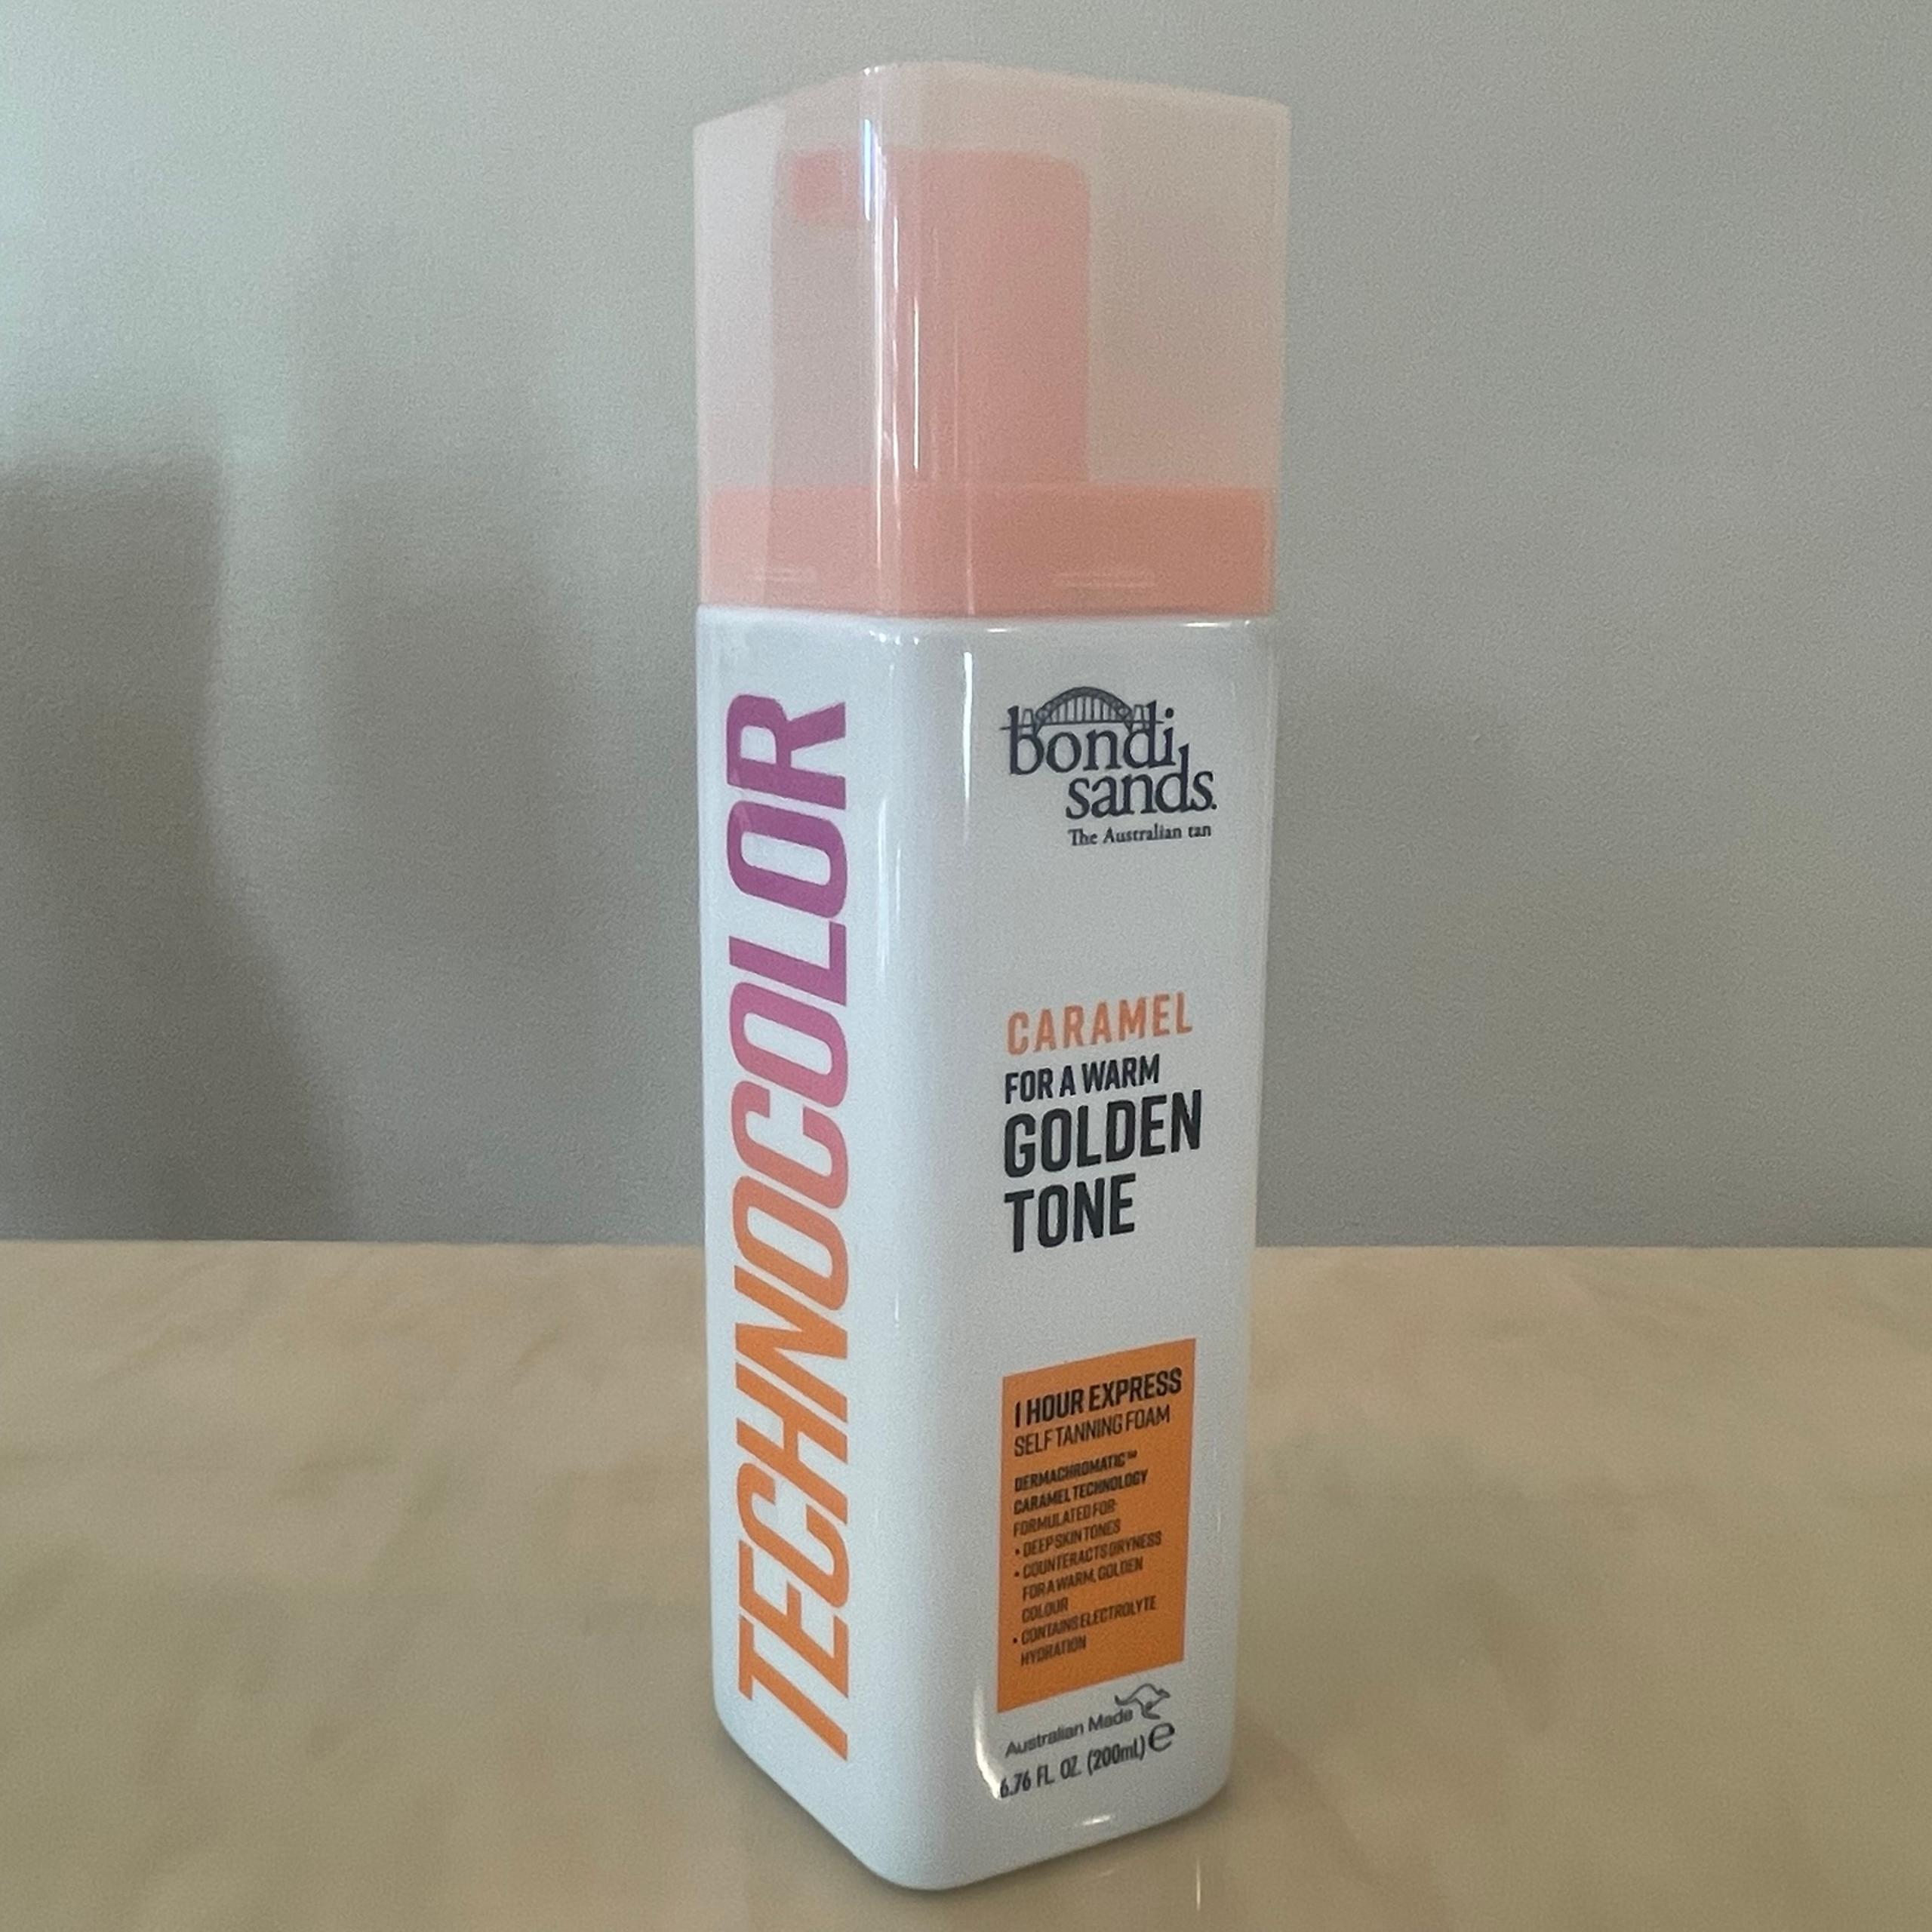 TECHNOCOLOR
bondi
sands.
The Australian tan
CARAMEL
FOR A WARM
GOLDEN
TONE
1 HOUR EXPRESS
SELF TANNING FOAM
DERMACHROMATIC™
CARAMEL TECHNOLOGY
FORMULATED FOR:
• DEEP SKIN TONES
• COUNTERACTS DRYNESS
FOR A WARM, GOLDEN
COLOUR
• CONTAINS ELECTROLYTE
HYDRATION
Australian Made
6.76 FL. OZ. (200mL) e